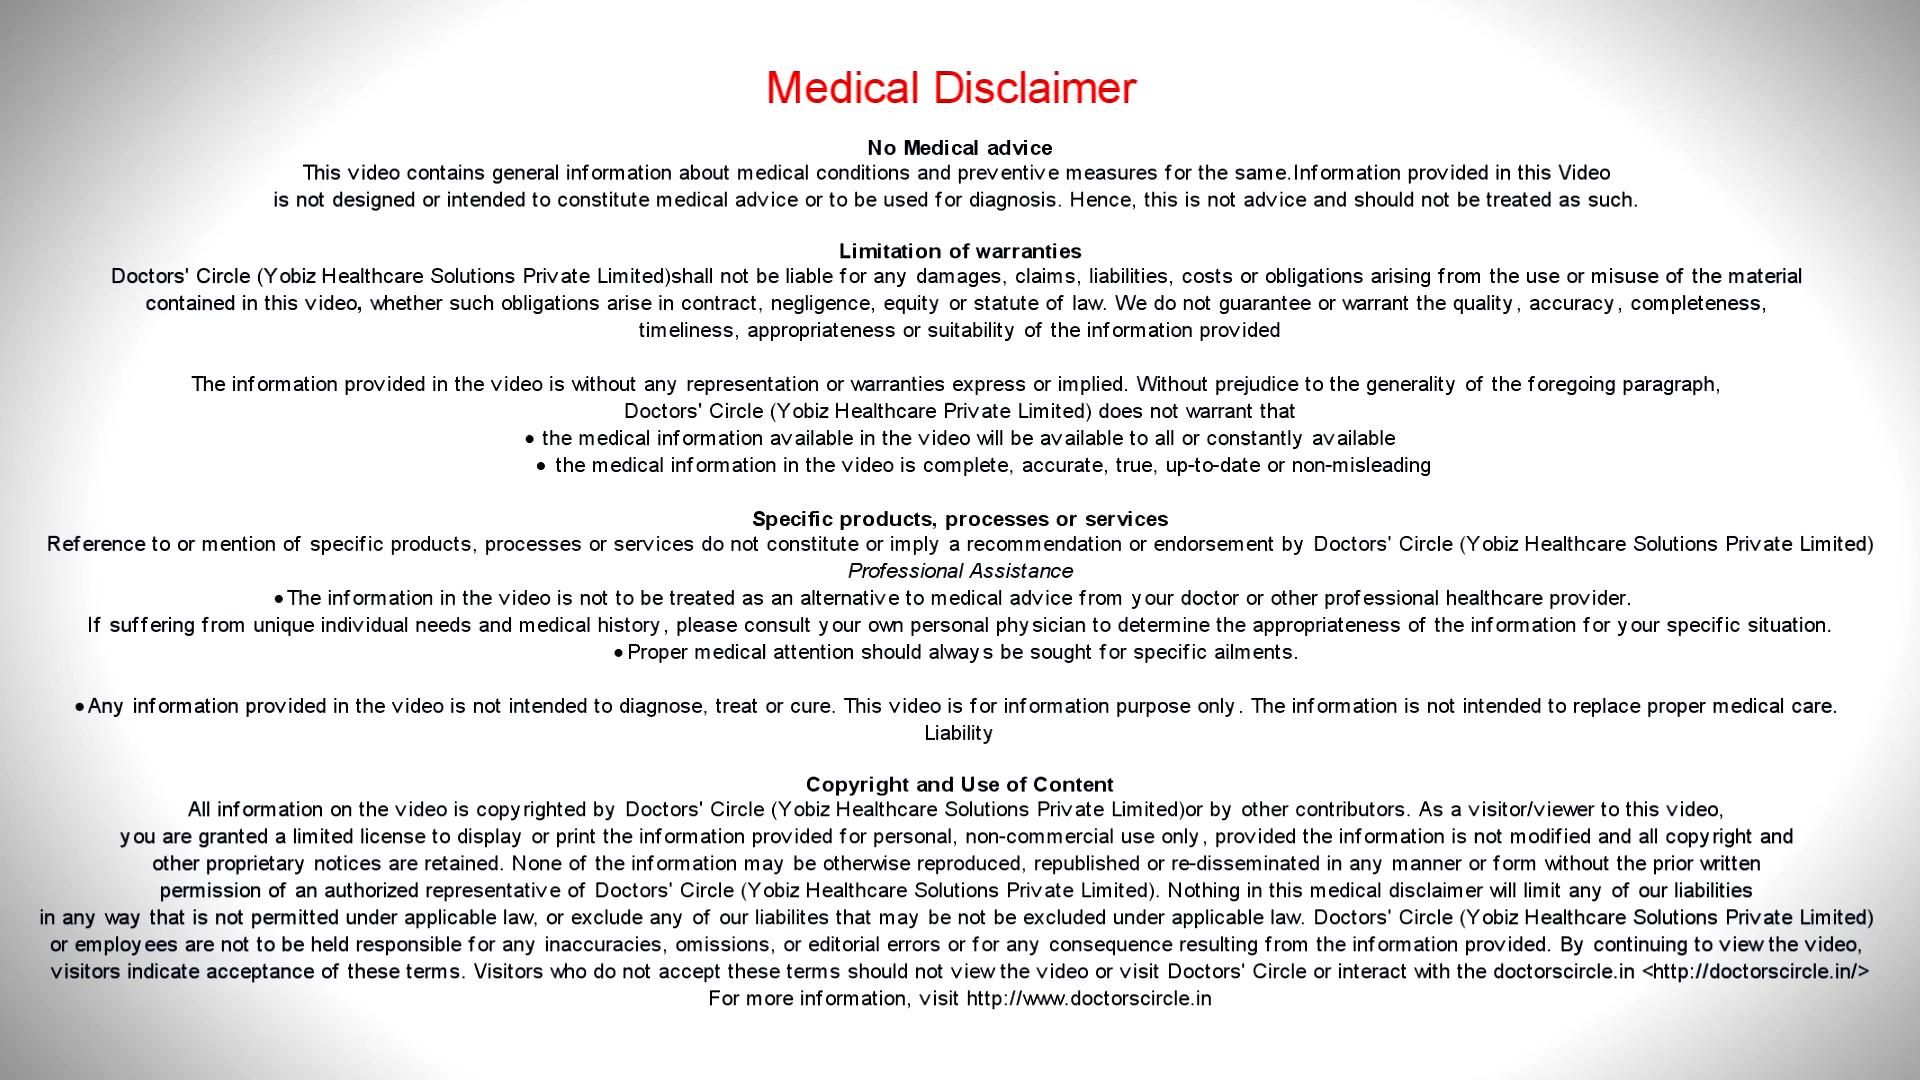 Medical Disclaimer
No Medical advice
This video contains general information about medical conditions and preventive measures for the same.Information provided in this Video
is not designed or intended to constitute medical advice or to be used for diagnosis. Hence, this is not advice and should not be treated as such.
Limitation of warranties
Doctors' Circle (Yobiz Healthcare Solutions Private Limited)shall not be liable for any damages, claims, liabilities, costs or obligations arising from the use or misuse of the material
contained in this video, whether such obligations arise in contract, negligence, equity or statute of law. We do not guarantee or warrant the quality, accuracy, completeness,
timeliness, appropriateness or suitability of the information provided
The information provided in the video is without any representation or warranties express or implied. Without prejudice to the generality of the foregoing paragraph,
Doctors' Circle (Yobiz Healthcare Private Limited) does not warrant that
• the medical information available in the video will be available to all or constantly available
• the medical information in the video is complete, accurate, true, up-to-date or non-misleading
Specific products, processes or services
Reference to or mention of specific products, processes or services do not constitute or imply a recommendation or endorsement by Doctors' Circle (Yobiz Healthcare Solutions Private Limited)
Professional Assistance
•The information in the video is not to be treated as an alternative to medical advice from your doctor or other professional healthcare provider.
If suffering from unique individual needs and medical history, please consult your own personal physician to determine the appropriateness of the information for your specific situation.
•Proper medical attention should always be sought for specific ailments.
•Any information provided in the video is not intended to diagnose, treat or cure. This video is for information purpose only. The information is not intended to replace proper medical care.
Liability
Copyright and Use of Content
All information on the video is copyrighted by Doctors' Circle (Yobiz Healthcare Solutions Private Limited)or by other contributors. As a visitor/viewer to this video,
you are granted a limited license to display or print the information provided for personal, non-commercial use only, provided the information is not modified and all copyright and
other proprietary notices are retained. None of the information may be otherwise reproduced, republished or re-disseminated in any manner or form without the prior written
permission of an authorized representative of Doctors' Circle (Yobiz Healthcare Solutions Private Limited). Nothing in this medical disclaimer will limit any of our liabilities
in any way that is not permitted under applicable law, or exclude any of our liabilites that may be not be excluded under applicable law. Doctors' Circle (Yobiz Healthcare Solutions Private Limited)
or employees are not to be held responsible for any inaccuracies, omissions, or editorial errors or for any consequence resulting from the information provided. By continuing to view the video,
visitors indicate acceptance of these terms. Visitors who do not accept these terms should not view the video or visit Doctors' Circle or interact with the doctorscircle.in <http://doctorscircle.in/>
For more information, visit http://www.doctorscircle.in